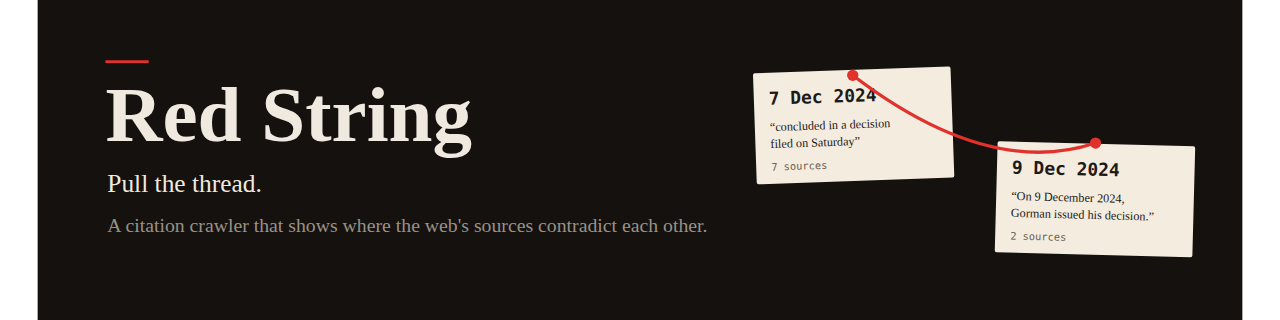 Red String
Pull the thread.
A citation crawler that shows where the web's sources contradict each other.
7 Dec 2024
“concluded in a decision
filed on Saturday”
7 sources
9 Dec 2024
“On 9 December 2024,
Gorman issued his decision.”
2 sources